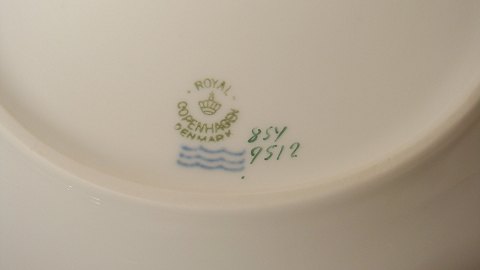 ROYAL
COPENHAGEN
DENMARK
854
9512